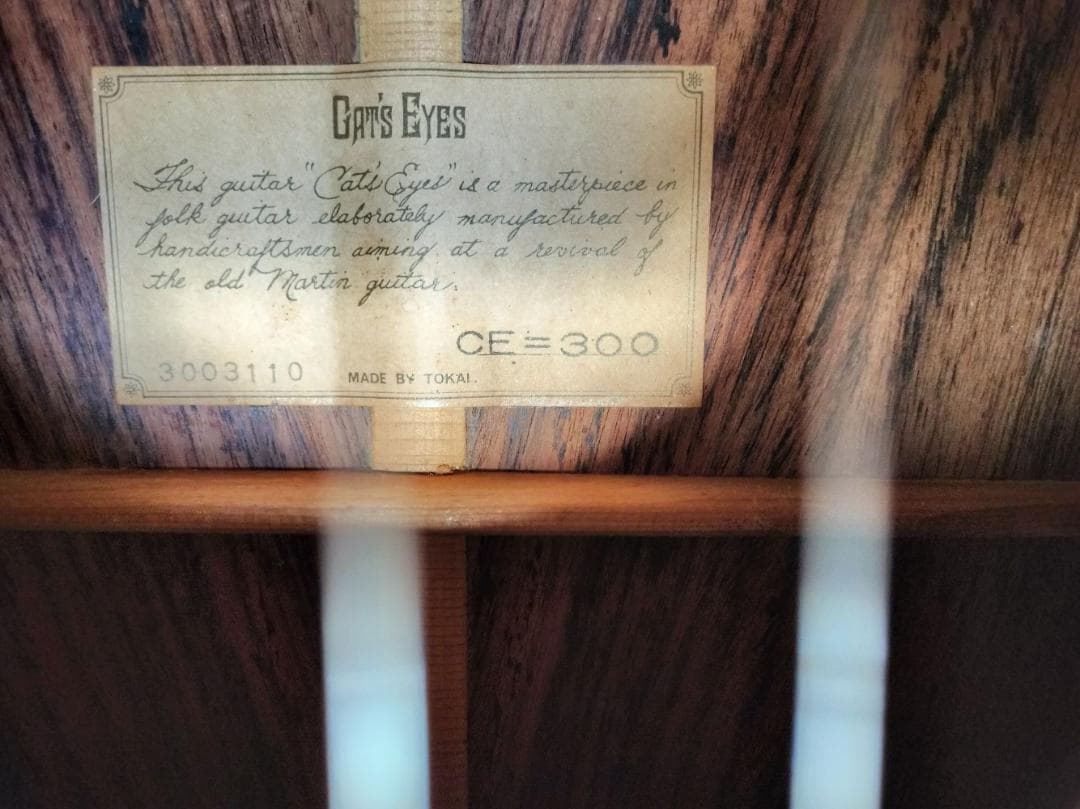 CAT'S EYES
This guitar "Cat's Eyes" is a masterpiece in
folk guitar elaborately manufactured by
handicraftsmen aiming at a revival of
the old Martin guitar.
CE=300
3003110 MADE BY TOKAI.